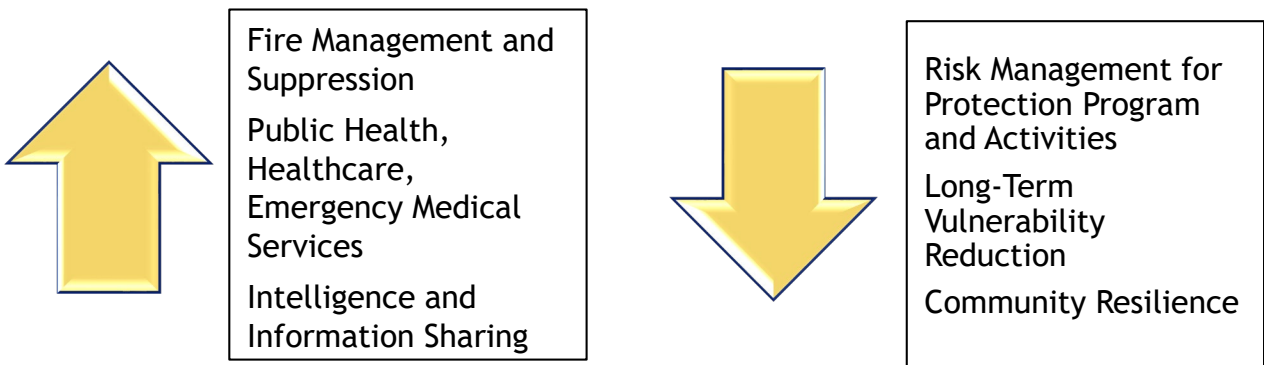 Fire Management and
Suppression
Public Health,
Healthcare,
Emergency Medical
Services
Intelligence and
Information Sharing
Risk Management for
Protection Program
and Activities
Long-Term
Vulnerability
Reduction
Community Resilience